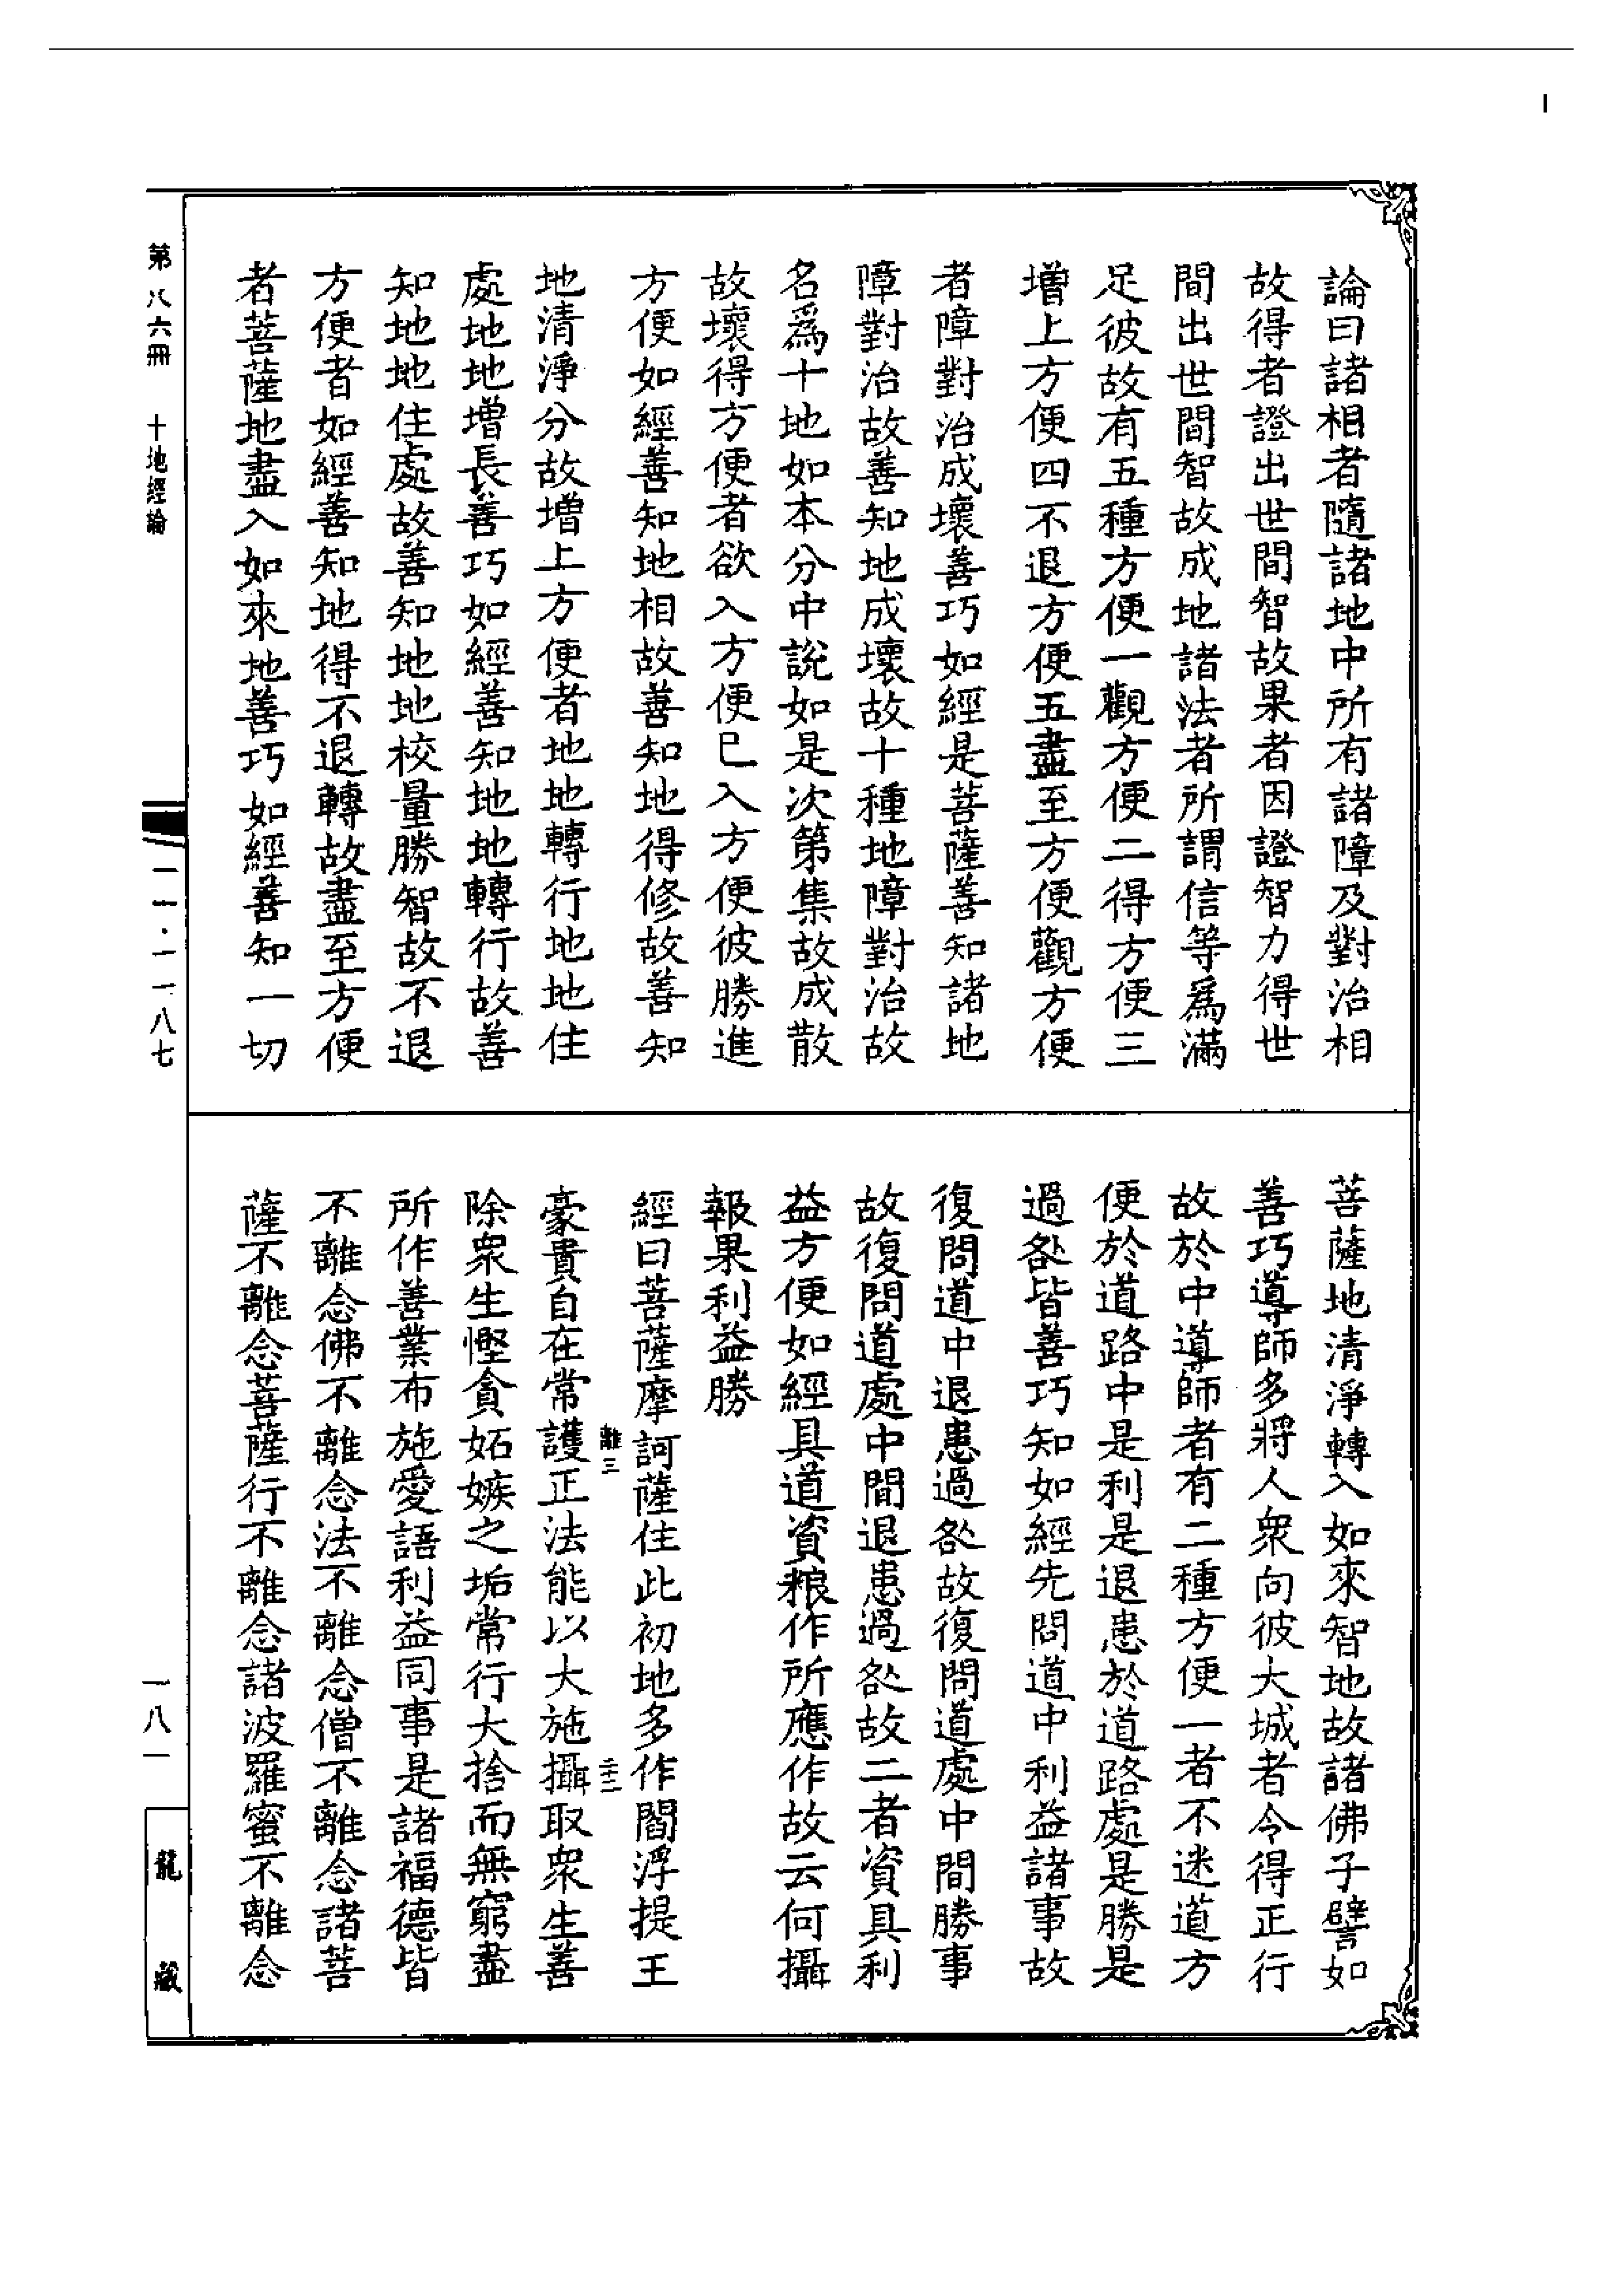 論曰諸相者隨諸地中所有諸障及對治相
故得者證出世間智故果者因證智力得世
間出世間智故成地諸法者所謂信等爲滿
足彼故有五種方便一觀方便二得方便三
增上方便四不退方便五盡至方便觀方便
者障對治成壞善巧如經是菩薩善知諸地
障對治故善知地成壞故十種地障對治故
名爲十地如本分中說如是次第集故成散
故壞得方便者欲入方便已入方便彼勝進
方便如經善知地相故善知地得修故善知
地清淨分故增上方便者地地轉行地地住
處地地增長善巧如經善知地地轉行故善
知地地住處故善知地地校量勝智故不退
方便者如經善知地得不退轉故盡至方便
者菩薩地盡入如來地善巧如經善知一切
菩薩地清淨轉入如來智地故諸佛子譬如
善巧導師多將人衆向彼大城者令得正行
故於中導師者有二種方便一者不迷道方
便於道路中是利是退患於道路處是勝是
過咎皆善巧知如經先問道中利益諸事故
復問道中退患過咎故復問道處中間勝事
故復問道處中間退患過咎故二者資具利
益方便如經具道資粮作所應作故云何攝
報果利益勝
經曰菩薩摩訶薩住此初地多作閻浮提王
豪貴自在常護正法能以大施攝取衆生善
除衆生慳貪妬嫉之垢常行大捨而無窮盡
所作善業布施愛語利益同事是諸福德皆
不離念佛不離念法不離念僧不離念諸菩
薩不離念菩薩行不離念諸波羅蜜不離念
離三
二十二
第八六冊 十地經論
一一一·一一八七
一八一
龍藏